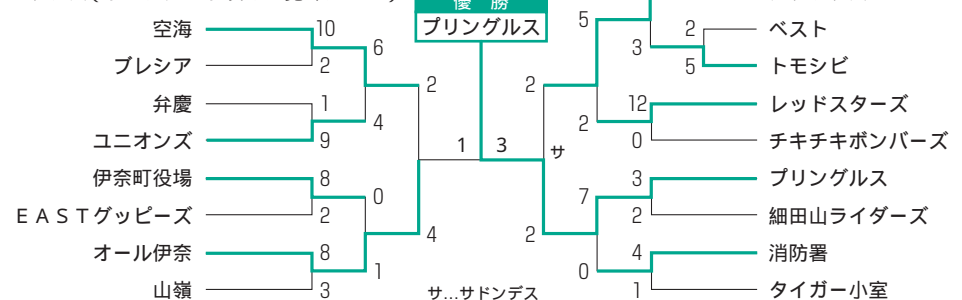 優 勝
プリングルス
空海
ブレシア
弁慶
ユニオンズ
伊奈町役場
ＥＡＳＴグッピーズ
オール伊奈
山嶺
10
2
1
9
8
2
8
3
6
4
0
1
2
4
1 3
サ
2
2
5
2
7
0
3
2
5
12
0
3
2
4
1
ベスト
トモシビ
レッドスターズ
チキチキボンバーズ
プリングルス
細田山ライダーズ
消防署
タイガー小室
サ…サドンデス